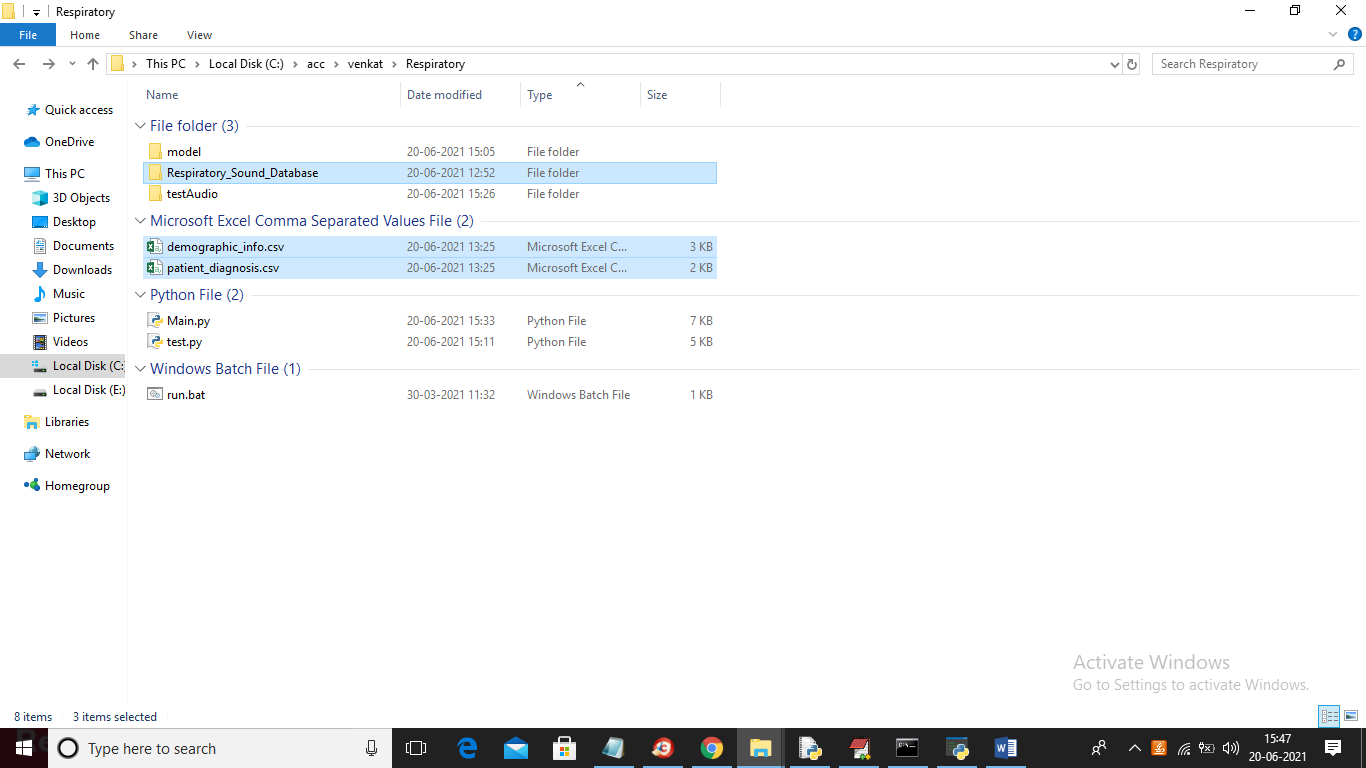 Respiratory
File Home Share View
This PC Local Disk (C:) acc venkat Respiratory Search Respiratory
Name Date modified Type Size
Quick access
OneDrive
This PC
3D Objects
Desktop
Documents
Downloads
Music
Pictures
Videos
Local Disk (C:
Local Disk (E:)
Libraries
Network
Homegroup
File folder (3)
model 20-06-2021 15:05 File folder
Respiratory_Sound_Database 20-06-2021 12:52 File folder
testAudio 20-06-2021 15:26 File folder
Microsoft Excel Comma Separated Values File (2)
demographic_info.csv 20-06-2021 13:25 Microsoft Excel C... 3 KB
patient_diagnosis.csv 20-06-2021 13:25 Microsoft Excel C... 2 KB
Python File (2)
Main.py 20-06-2021 15:33 Python File 7 KB
test.py 20-06-2021 15:11 Python File 5 KB
Windows Batch File (1)
run.bat 30-03-2021 11:32 Windows Batch File 1 KB
Activate Windows
Go to Settings to activate Windows.
8 items 3 items selected
Type here to search
15:47
20-06-2021